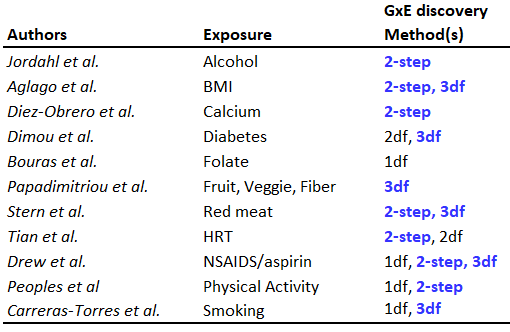 GxE discovery
Authors Exposure Method(s)
Jordahl et al. Alcohol 2-step
Aglago et al. BMI 2-step, 3df
Diez-Obrero et al. Calcium 2-step
Dimou et al. Diabetes 2df, 3df
Bouras et al. Folate 1df
Papadimitriou et al. Fruit, Veggie, Fiber 3df
Stern et al. Red meat 2-step, 3df
Tian et al. HRT 2-step, 2df
Drew et al. NSAIDS/aspirin 1df, 2-step, 3df
Peoples et al Physical Activity 1df, 2-step
Carreras-Torres et al. Smoking 1df, 3df